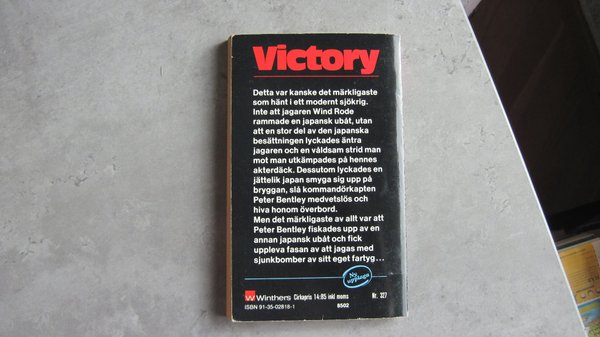 Victory
Detta var kanske det märkligaste
som hänt i ett modernt sjökrig.
Inte att jagaren Wind Rode
rammade en japansk ubåt, utan
att en stor del av den japanska
besättningen lyckades äntra
jagaren och en våldsam strid man
mot man utkämpades på hennes
akterdäck. Dessutom lyckades en
jättelik japan smyga sig upp på
bryggan, slå kommandörkapten
Peter Bentley medvetslös och
hiva honom överbord.
Men det märkligaste av allt var att
Peter Bentley fiskades upp av en
annan japansk ubåt och fick
uppleva fasan av att jagas med
sjunkbomber av sitt eget fartyg...
Ny
upplaga
W Winthers Cirkapris 14:85 inkl moms Nr. 327
ISBN 91-35-02818-1 8502